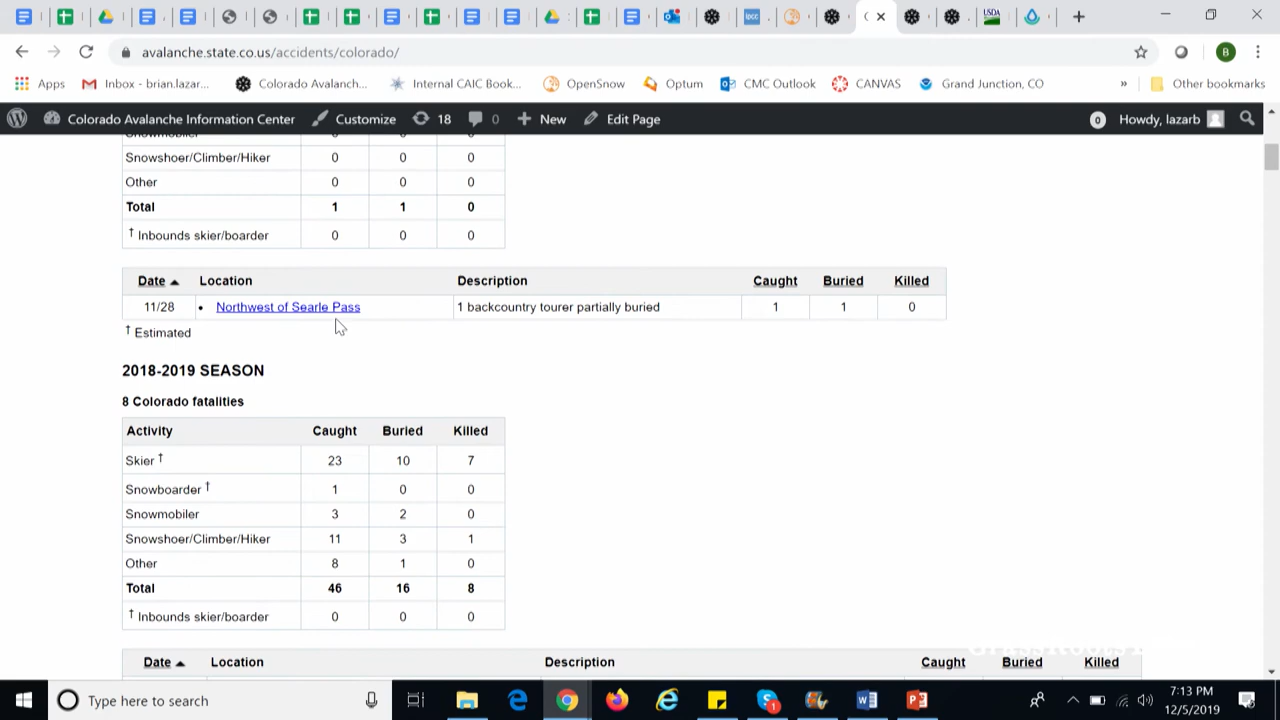 avalanche.state.co.us/accidents/colorado/
B
Apps
Inbox - brian.lazar...
Colorado Avalanch...
Internal CAIC Book...
OpenSnow
Optum
CMC Outlook
CANVAS
Grand Junction, CO
»
Other bookmarks
Colorado Avalanche Information Center
Customize
18
0
New
Edit Page
0
Howdy, lazarb
Snowmobiler 0 0 0
Snowshoer/Climber/Hiker 0 0 0
Other 0 0 0
Total 1 1 0
† Inbounds skier/boarder 0 0 0
Date Location Description Caught Buried Killed
11/28 • Northwest of Searle Pass 1 backcountry tourer partially buried 1 1 0
† Estimated
2018-2019 SEASON
8 Colorado fatalities
Activity Caught Buried Killed
Skier † 23 10 7
Snowboarder † 1 0 0
Snowmobiler 3 2 0
Snowshoer/Climber/Hiker 11 3 1
Other 8 1 0
Total 46 16 8
† Inbounds skier/boarder 0 0 0
Date Location Description Caught Buried Killed
Type here to search
7:13 PM
12/5/2019